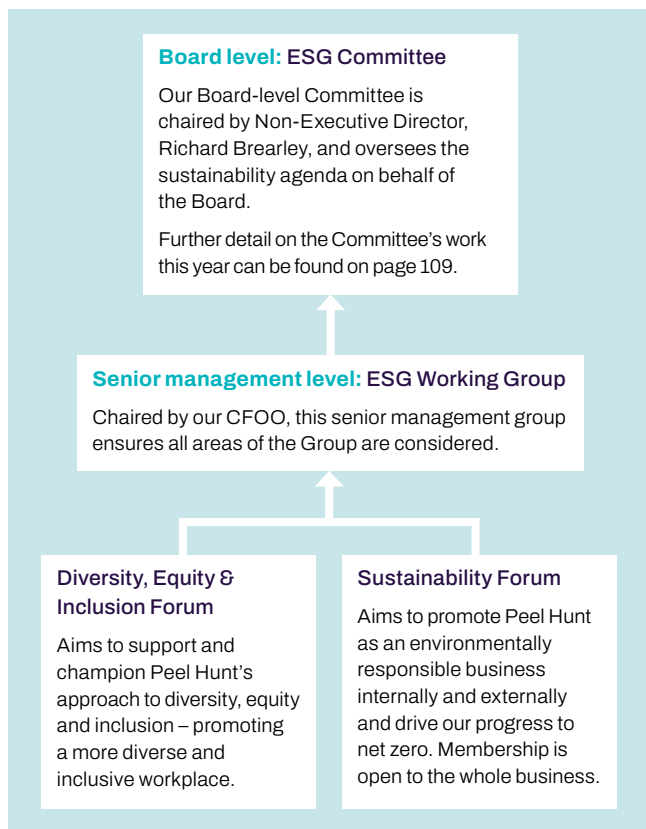 Board level: ESG Committee
Our Board-level Committee is
chaired by Non-Executive Director,
Richard Brearley, and oversees the
sustainability agenda on behalf of
the Board.
Further detail on the Committee's work
this year can be found on page 109.
Senior management level: ESG Working Group
Chaired by our CFOO, this senior management group
ensures all areas of the Group are considered.
Diversity, Equity &
Inclusion Forum
Aims to support and
champion Peel Hunt's
approach to diversity, equity
and inclusion – promoting
a more diverse and
inclusive workplace.
Sustainability Forum
Aims to promote Peel Hunt
as an environmentally
responsible business
internally and externally
and drive our progress to
net zero. Membership is
open to the whole business.